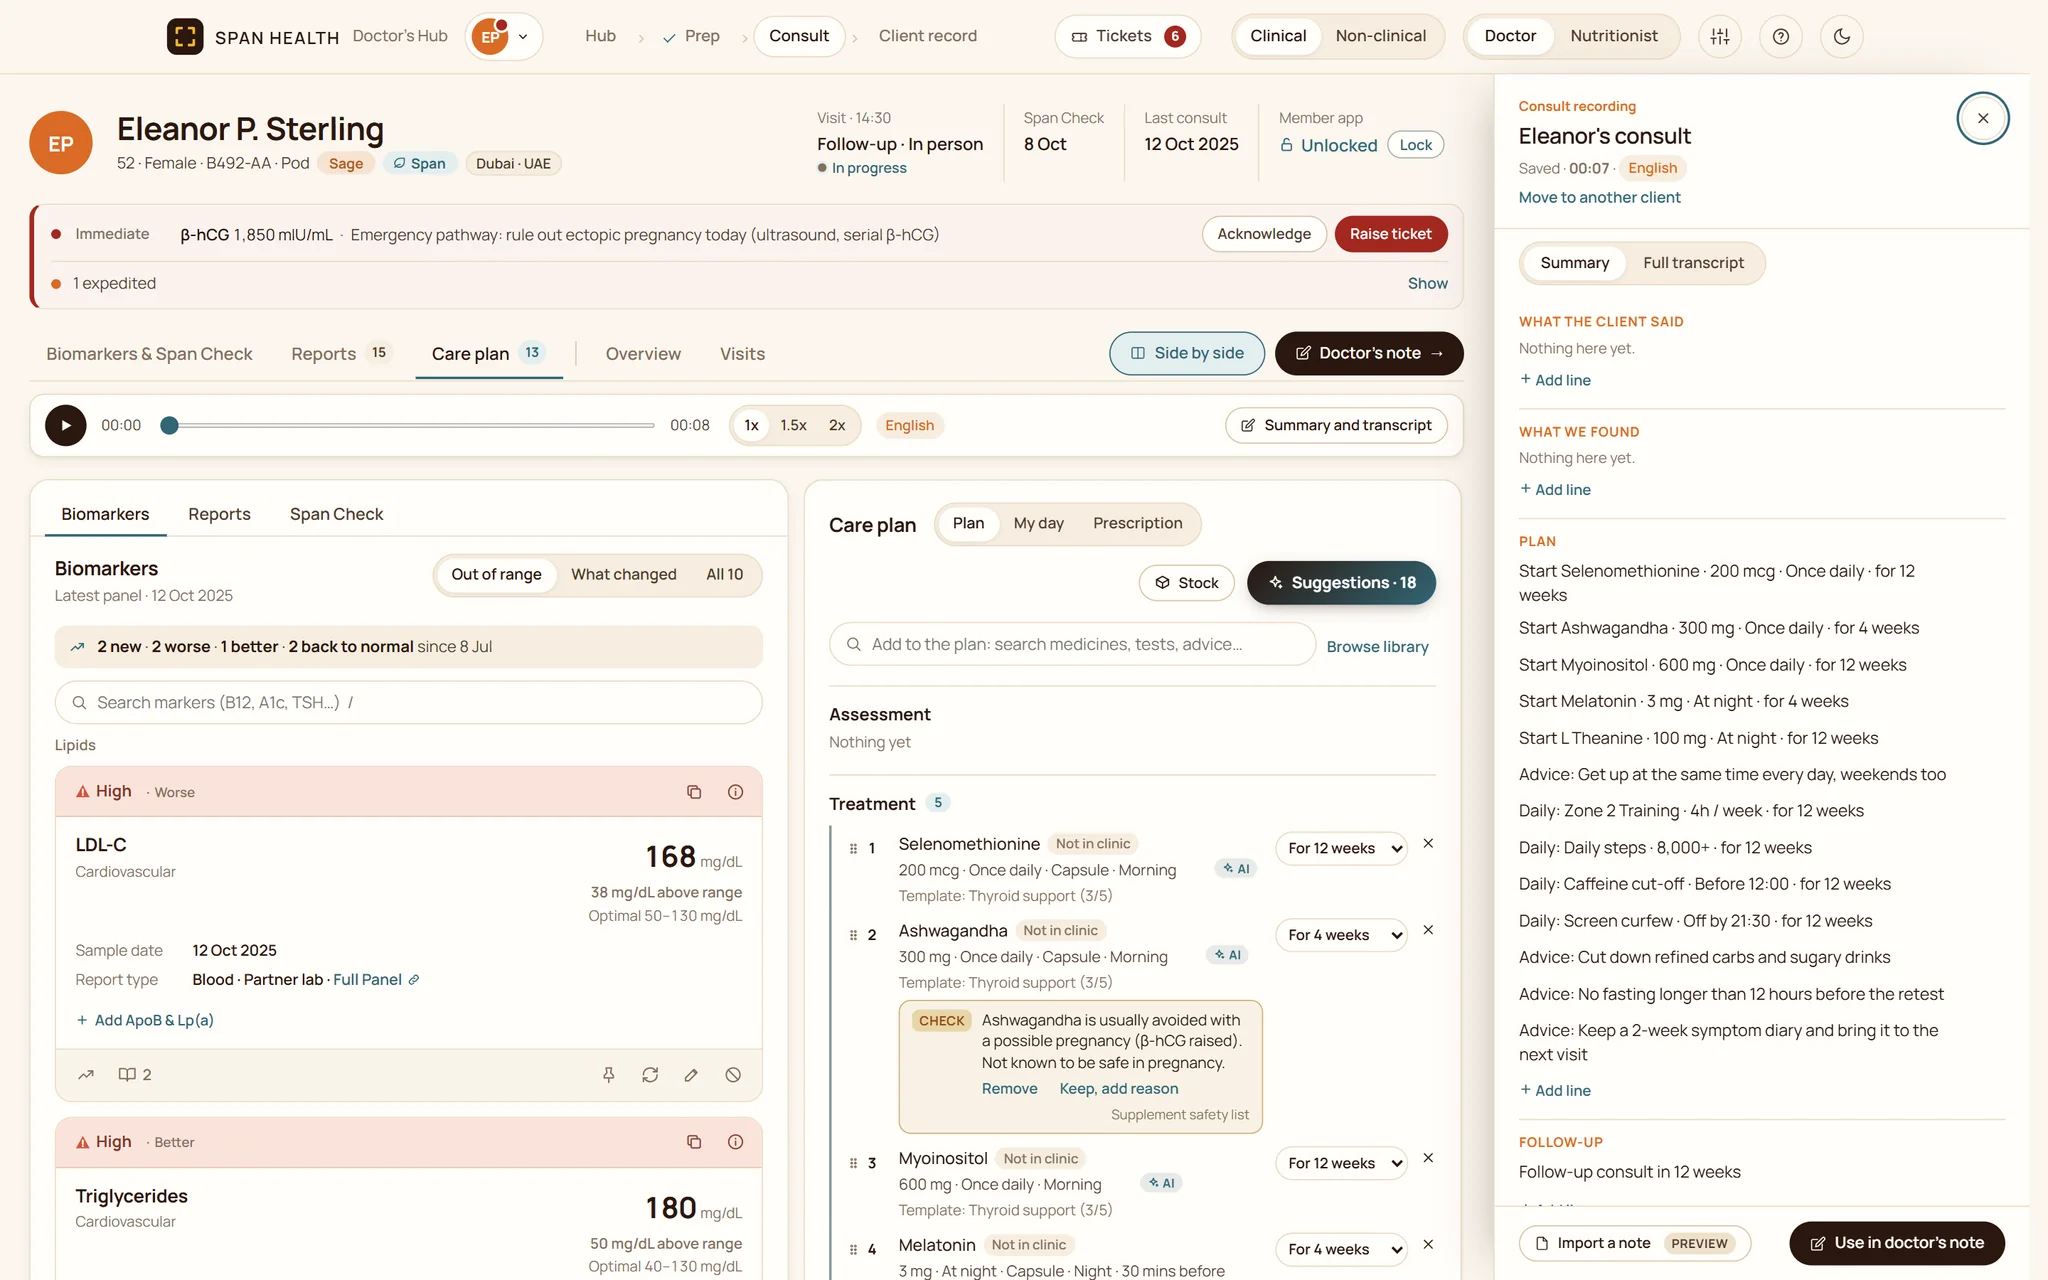 SPAN HEALTH
Doctor's Hub
EP
Hub
Prep
Consult
Client record
Tickets 6
Clinical
Non-clinical
Doctor
Nutritionist
EP
Eleanor P. Sterling
52 · Female · B492-AA · Pod Sage Span Dubai · UAE
Visit · 14:30
Follow-up · In person
In progress
Span Check
8 Oct
Last consult
12 Oct 2025
Member app
Unlocked Lock
Immediate β-hCG 1,850 mIU/mL · Emergency pathway: rule out ectopic pregnancy today (ultrasound, serial β-hCG)
Acknowledge
Raise ticket
1 expedited
Show
Biomarkers & Span Check
Reports 15
Care plan 13
Overview
Visits
Side by side
Doctor's note →
00:00
00:08
1x 1.5x 2x
English
Summary and transcript
Biomarkers Reports Span Check
Biomarkers
Latest panel · 12 Oct 2025
Out of range What changed All 10
2 new · 2 worse · 1 better · 2 back to normal since 8 Jul
Search markers (B12, A1c, TSH…) /
Lipids
High · Worse
LDL-C
Cardiovascular
168 mg/dL
38 mg/dL above range
Optimal 50–130 mg/dL
Sample date 12 Oct 2025
Report type Blood · Partner lab · Full Panel
+ Add ApoB & Lp(a)
2
High · Better
Triglycerides
Cardiovascular
180 mg/dL
50 mg/dL above range
Optimal 40–130 mg/dL
Care plan
Plan My day Prescription
Stock
Suggestions · 18
Add to the plan: search medicines, tests, advice…
Browse library
Assessment
Nothing yet
Treatment 5
1 Selenomethionine Not in clinic
200 mcg · Once daily · Capsule · Morning
AI
Template: Thyroid support (3/5)
For 12 weeks
2 Ashwagandha Not in clinic
300 mg · Once daily · Capsule · Morning
AI
Template: Thyroid support (3/5)
For 4 weeks
CHECK Ashwagandha is usually avoided with
a possible pregnancy (β-hCG raised).
Not known to be safe in pregnancy.
Remove Keep, add reason
Supplement safety list
3 Myoinositol Not in clinic
600 mg · Once daily · Morning
AI
Template: Thyroid support (3/5)
For 12 weeks
4 Melatonin Not in clinic
3 mg · At night · Capsule · Night · 30 mins before
For 4 weeks
Consult recording
Eleanor's consult
Saved · 00:07 · English
Move to another client
Summary Full transcript
WHAT THE CLIENT SAID
Nothing here yet.
+ Add line
WHAT WE FOUND
Nothing here yet.
+ Add line
PLAN
Start Selenomethionine · 200 mcg · Once daily · for 12
weeks
Start Ashwagandha · 300 mg · Once daily · for 4 weeks
Start Myoinositol · 600 mg · Once daily · for 12 weeks
Start Melatonin · 3 mg · At night · for 4 weeks
Start L Theanine · 100 mg · At night · for 12 weeks
Advice: Get up at the same time every day, weekends too
Daily: Zone 2 Training · 4h / week · for 12 weeks
Daily: Daily steps · 8,000+ · for 12 weeks
Daily: Caffeine cut-off · Before 12:00 · for 12 weeks
Daily: Screen curfew · Off by 21:30 · for 12 weeks
Advice: Cut down refined carbs and sugary drinks
Advice: No fasting longer than 12 hours before the retest
Advice: Keep a 2-week symptom diary and bring it to the
next visit
+ Add line
FOLLOW-UP
Follow-up consult in 12 weeks
Import a note PREVIEW
Use in doctor's note